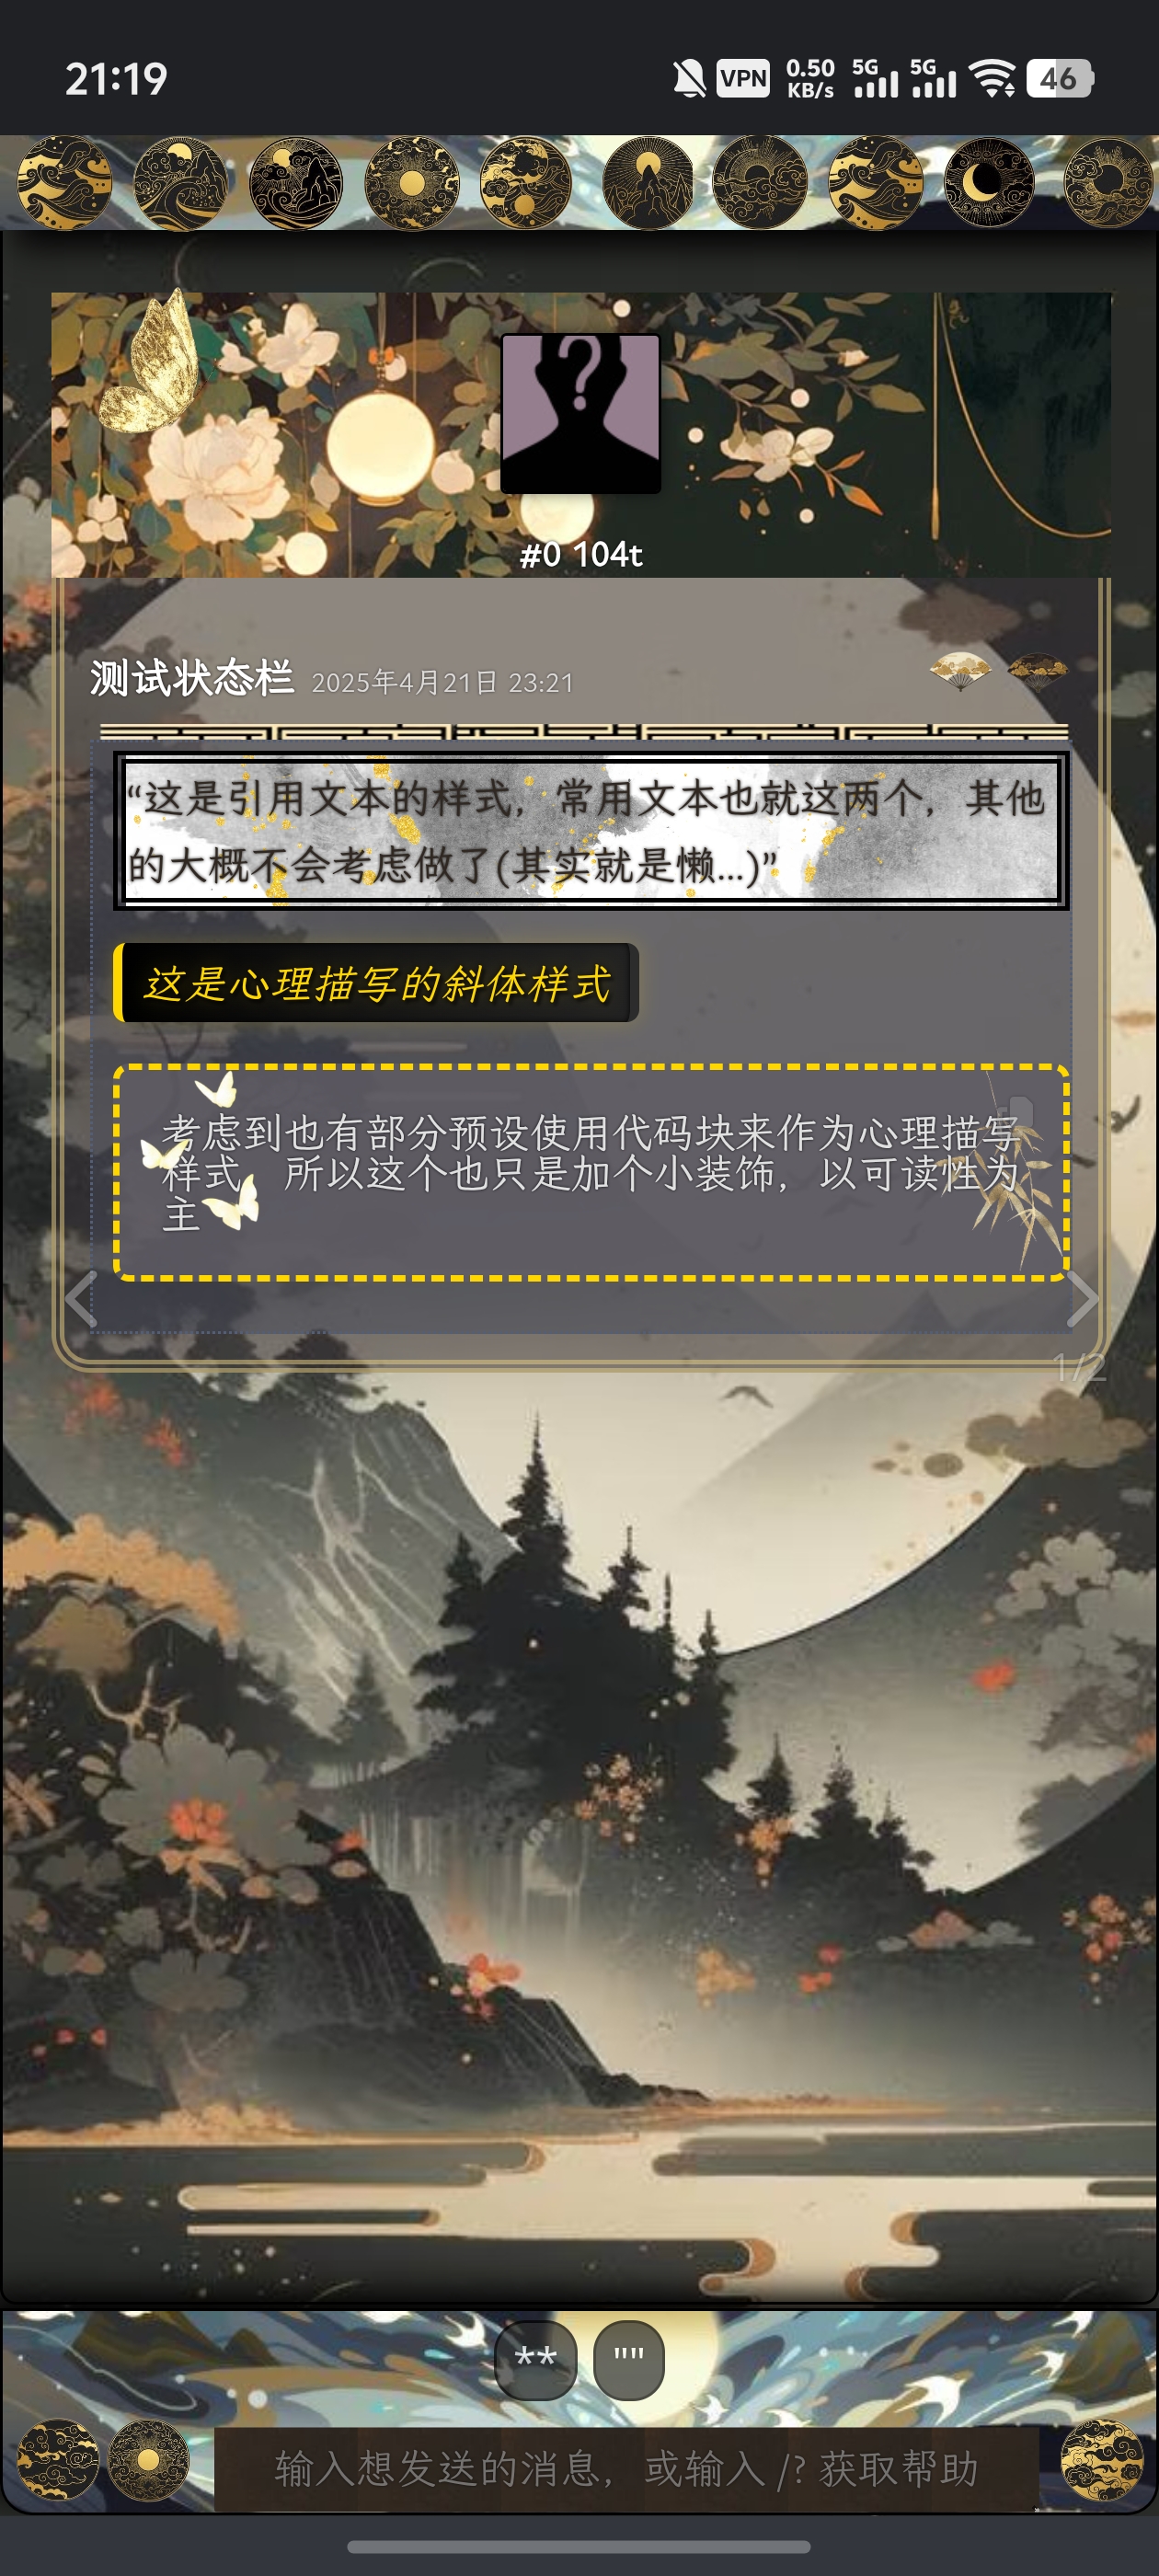 21:19
VPN
0.50 KB/s
5G
5G
46
#0 104t
测试状态栏 2025年4月21日 23:21
“这是引用文本的样式，常用文本也就这两个，其他
的大概不会考虑做了(其实就是懒...)”
这是心理描写的斜体样式
考虑到也有部分预设使用代码块来作为心理描写
样式，所以这个也只是加个小装饰，以可读性为
主
1/2
** ""
输入想发送的消息，或输入 /? 获取帮助